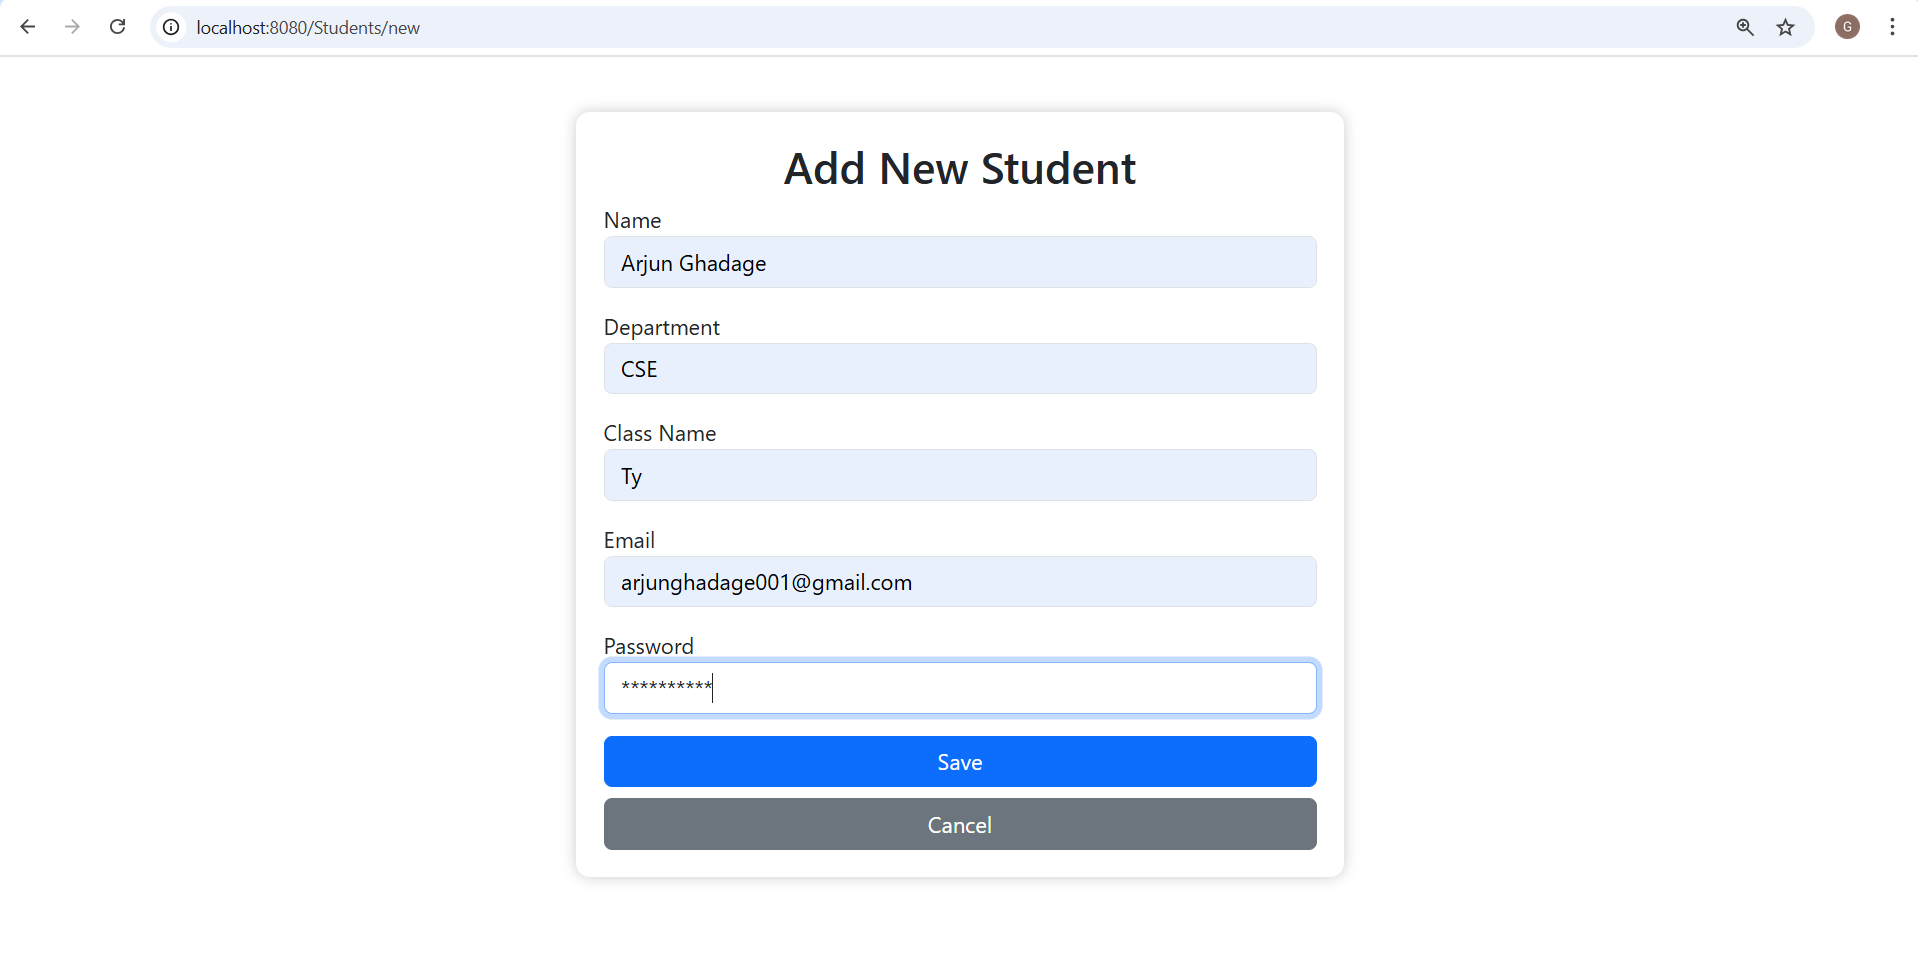 localhost:8080/Students/new
G
Add New Student
Name
Arjun Ghadage
Department
CSE
Class Name
Ty
Email
arjunghadage001@gmail.com
Password
**********
Save
Cancel